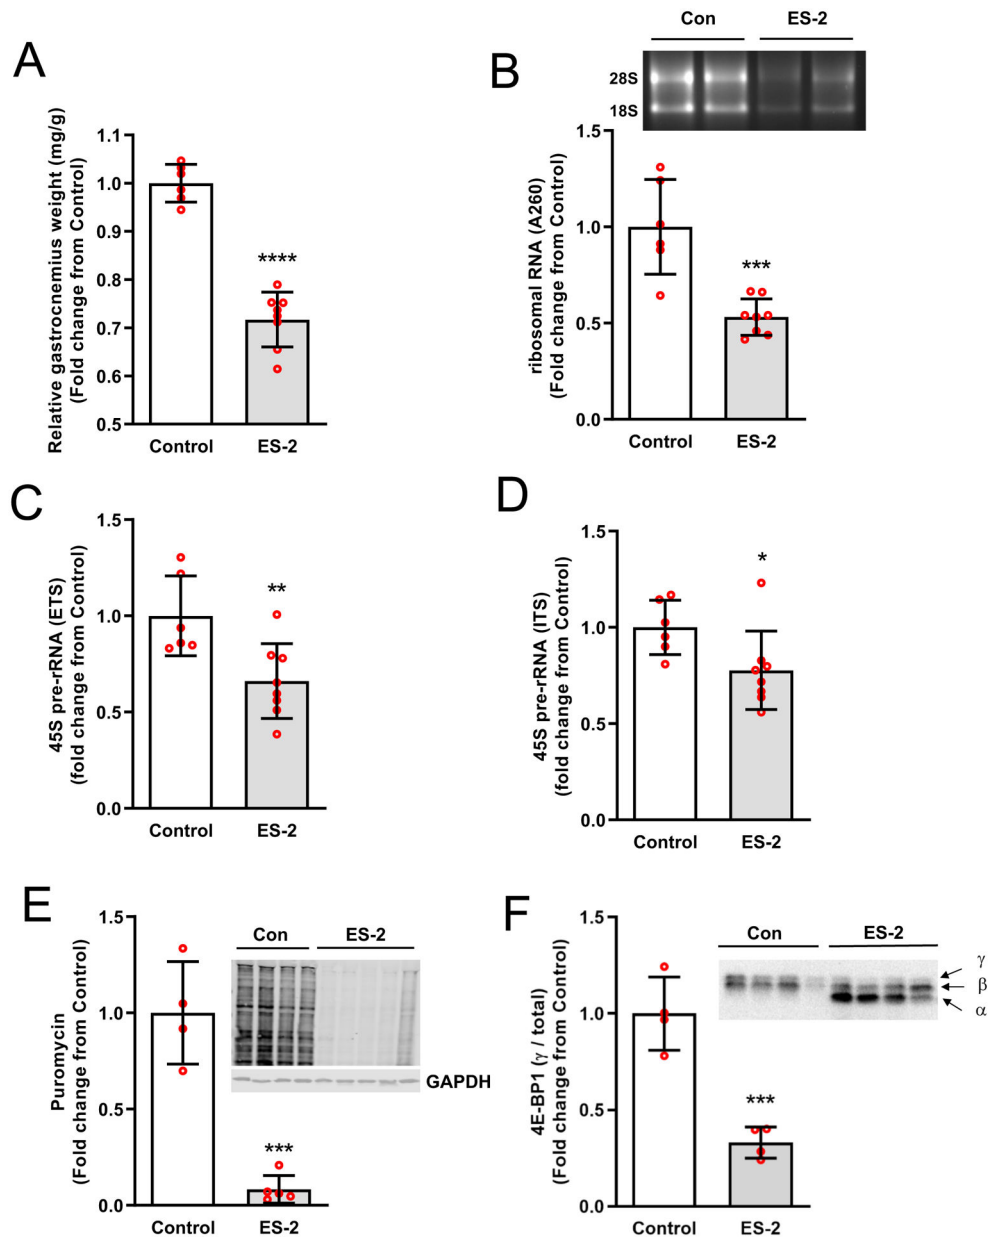 A
Relative gastrocnemius weight (mg/g)
(Fold change from Control)
1.1
1.0
0.9
0.8
0.7
0.6
0.5
****
Control
ES-2
B
Con
ES-2
28S
18S
ribosomal RNA (A260)
(Fold change from Control)
1.5
1.0
0.5
0.0
***
Control
ES-2
C
45S pre-rRNA (ETS)
(fold change from Control)
1.5
1.0
0.5
0.0
**
Control
ES-2
D
45S pre-rRNA (ITS)
(fold change from Control)
1.5
1.0
0.5
0.0
*
Control
ES-2
E
Puromycin
(Fold change from Control)
1.5
1.0
0.5
0.0
Con
ES-2
GAPDH
***
Control
ES-2
F
4E-BP1 (γ / total)
(Fold change from Control)
1.5
1.0
0.5
0.0
Con
ES-2
γ
β
α
***
Control
ES-2